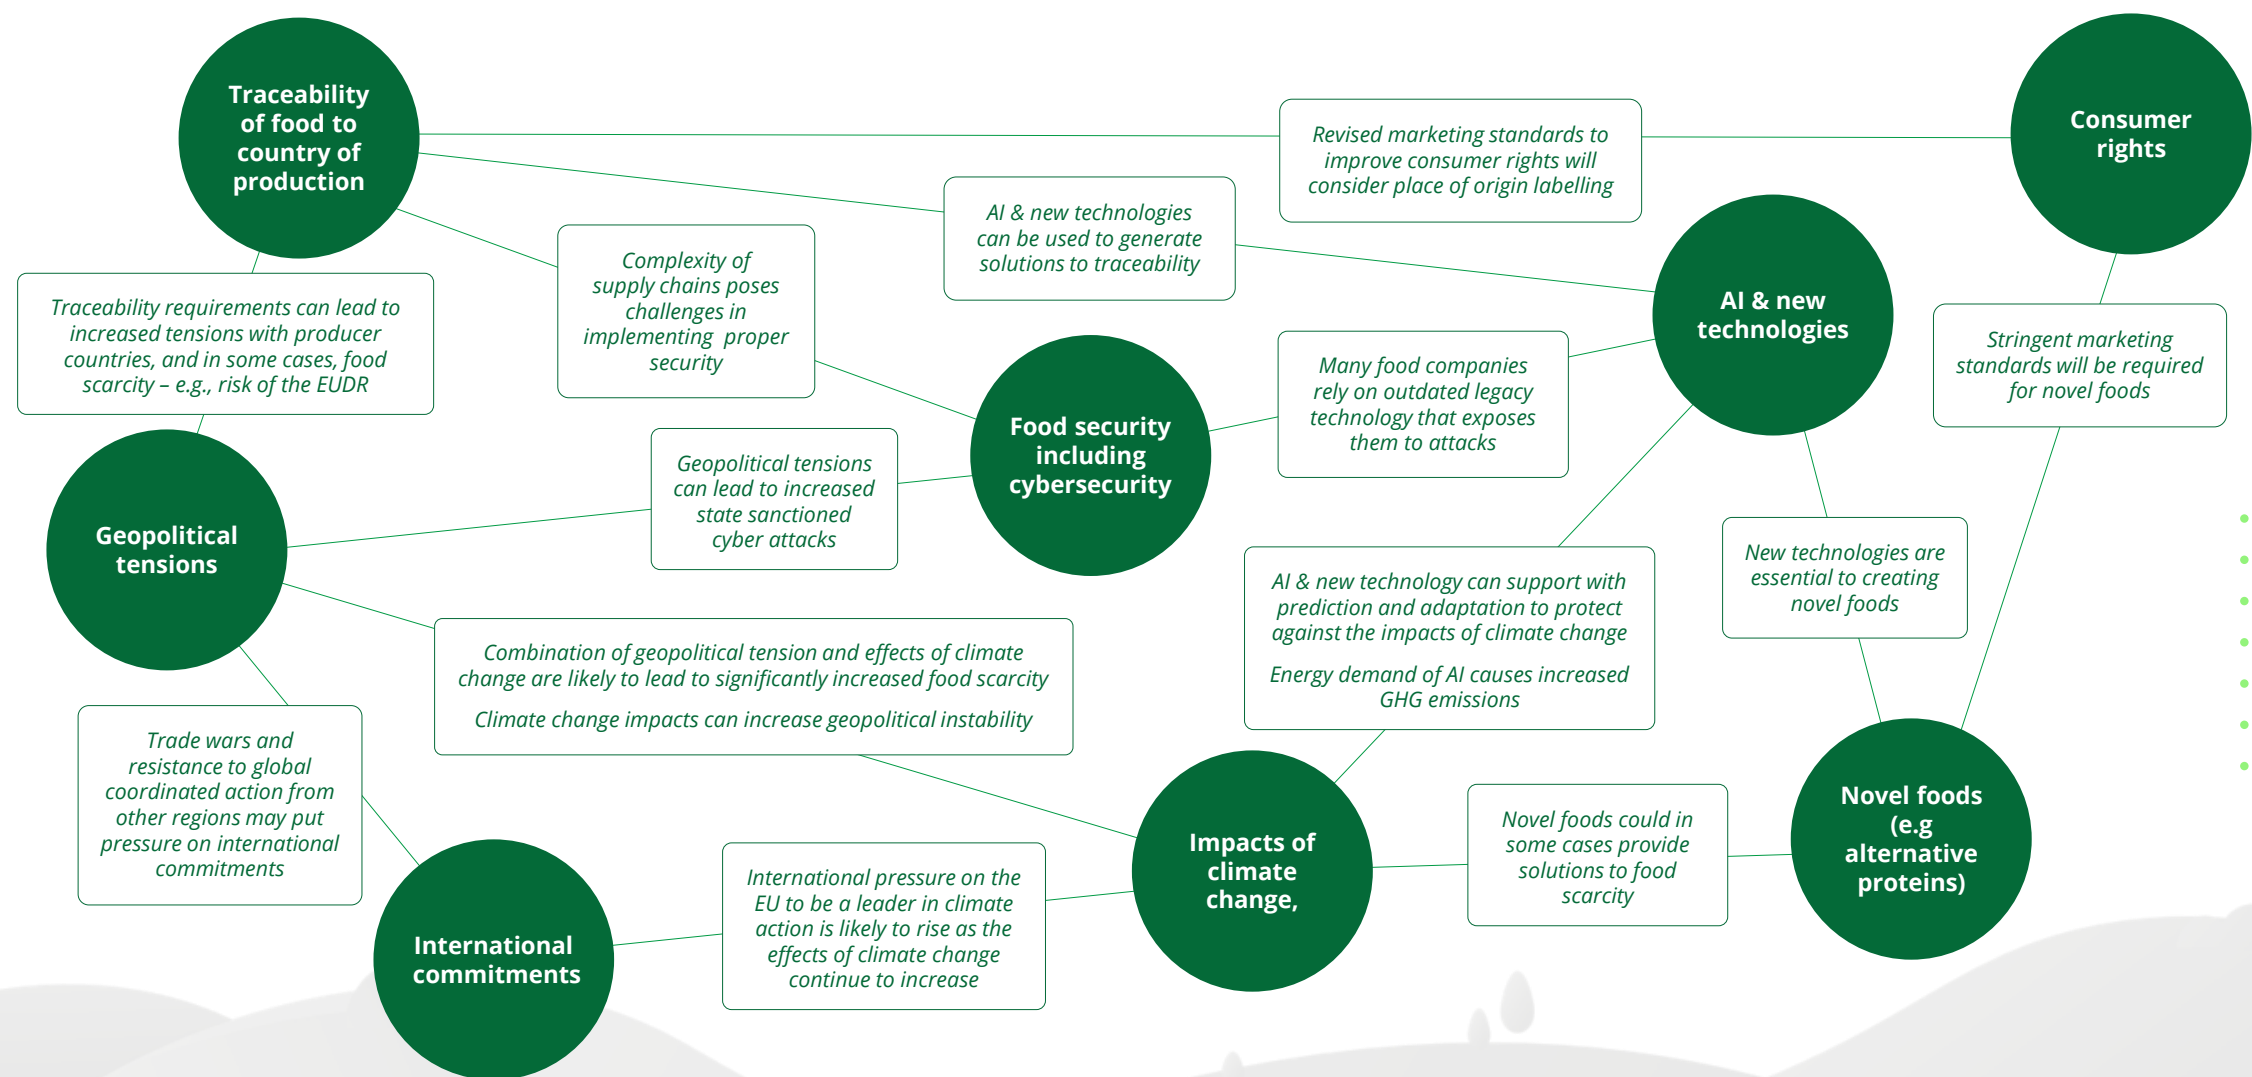 Traceability
of food to
country of
production
Consumer
rights
Revised marketing standards to
improve consumer rights will
consider place of origin labelling
AI & new technologies
can be used to generate
solutions to traceability
Complexity of
supply chains poses
challenges in
implementing  proper
security
AI & new
technologies
Traceability requirements can lead to
increased tensions with producer
countries, and in some cases, food
scarcity – e.g., risk of the EUDR
Stringent marketing
standards will be required
for novel foods
Many food companies
rely on outdated legacy
technology that exposes
them to attacks
Food security
including
cybersecurity
Geopolitical tensions
can lead to increased
state sanctioned
cyber attacks
Geopolitical
tensions
New technologies are
essential to creating
novel foods
AI & new technology can support with
prediction and adaptation to protect
against the impacts of climate change
Energy demand of AI causes increased
GHG emissions
Combination of geopolitical tension and effects of climate
change are likely to lead to significantly increased food scarcity
Climate change impacts can increase geopolitical instability
Trade wars and
resistance to global
coordinated action from
other regions may put
pressure on international
commitments
Novel foods
(e.g
alternative
proteins)
Novel foods could in
some cases provide
solutions to food
scarcity
Impacts of
climate
change,
International pressure on the
EU to be a leader in climate
action is likely to rise as the
effects of climate change
continue to increase
International
commitments